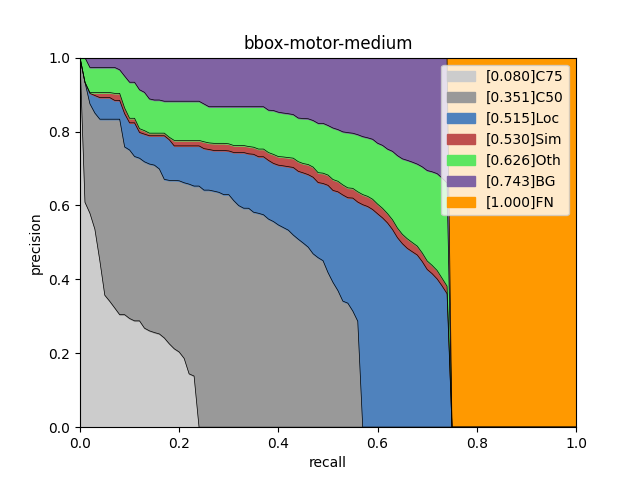 bbox-motor-medium
1.0
0.8
0.6
0.4
0.2
0.0
precision
[0.080]C75
[0.351]C50
[0.515]Loc
[0.530]Sim
[0.626]Oth
[0.743]BG
[1.000]FN
0.0 0.2 0.4 0.6 0.8 1.0
recall